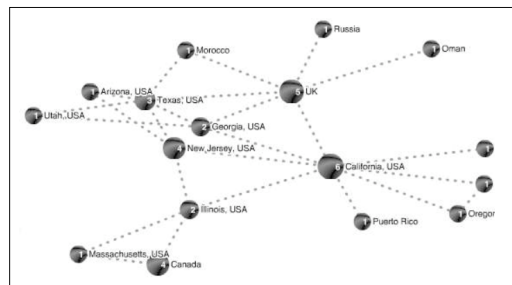 1 Russia
1 Morocco
1 Oman
1 Arizona, USA
5 UK
3 Texas, USA
1 Utah, USA
2 Georgia, USA
4 New Jersey, USA
1
6 California, USA
1
2 Illinois, USA
1 Oregor
1 Puerto Rico
1 Massachusetts, USA
4 Canada